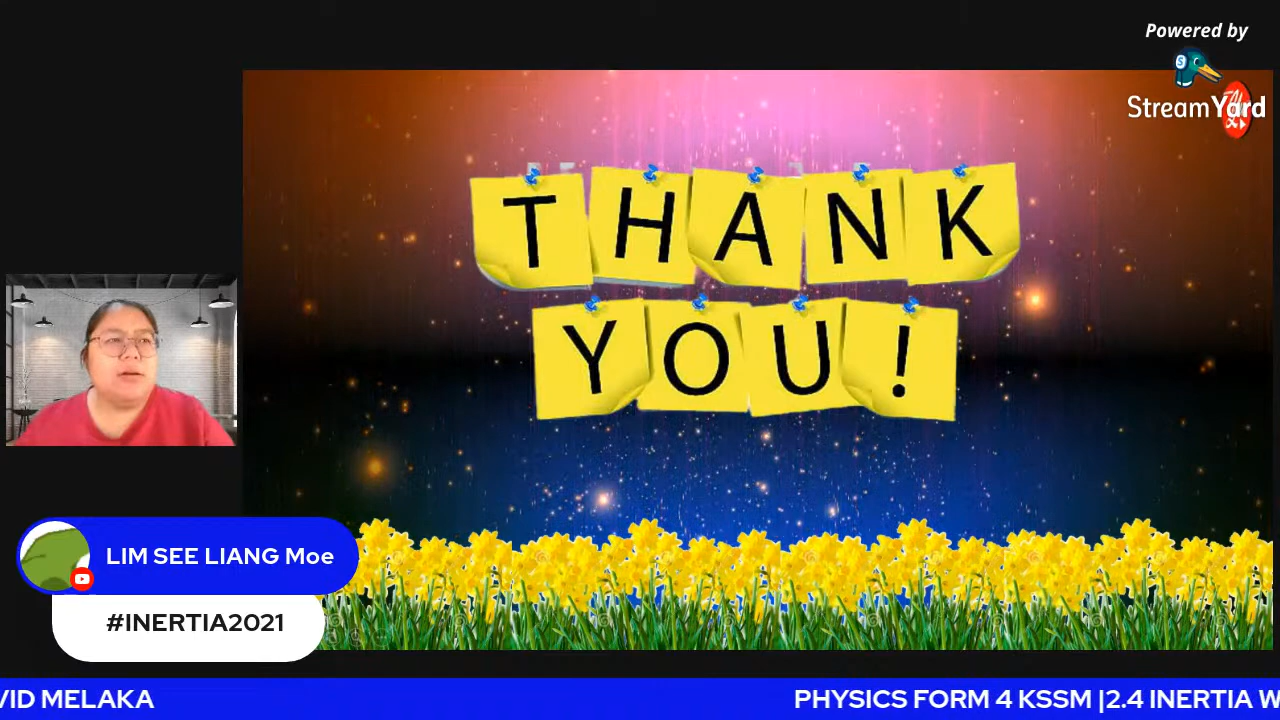 Powered by
StreamYard
THANK
YOU!
LIM SEE LIANG Moe
#INERTIA2021
VID MELAKA
PHYSICS FORM 4 KSSM |2.4 INERTIA W